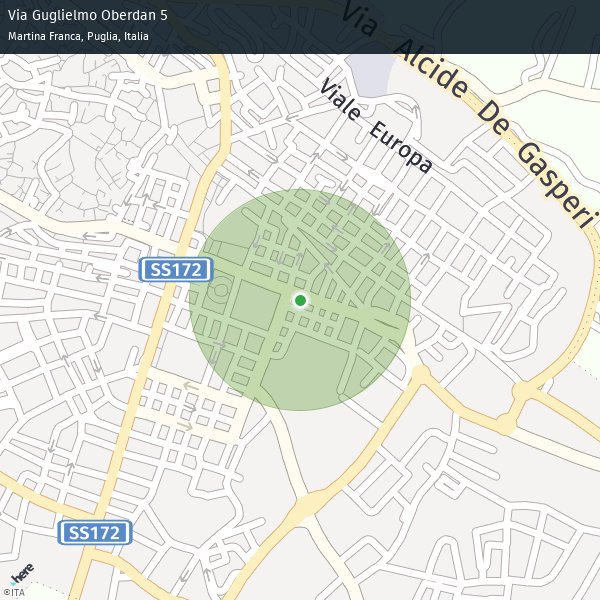 Via Guglielmo Oberdan 5
Martina Franca, Puglia, Italia
Via Alcide De Gasperi
Viale Europa
SS172
SS172
here
©ITA